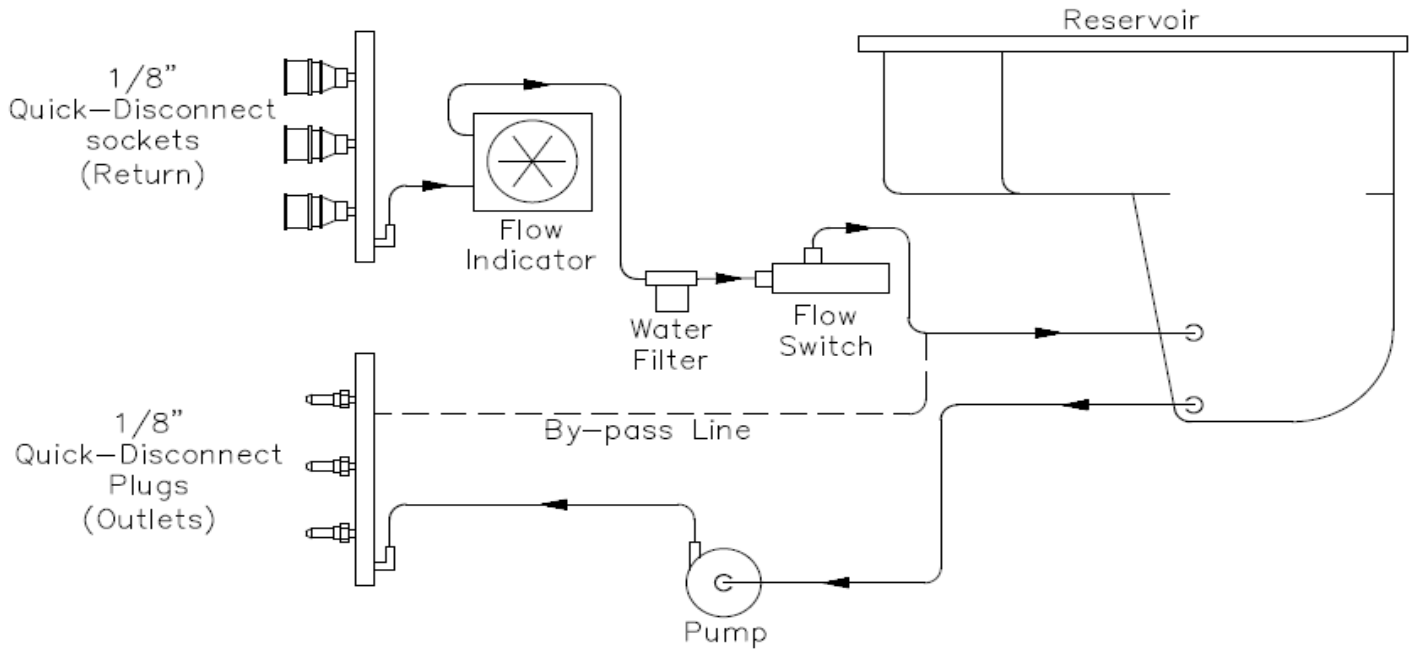 Reservoir
1/8"
Quick-Disconnect
sockets
(Return)
Flow
Indicator
Water
Filter
Flow
Switch
1/8"
Quick-Disconnect
Plugs
(Outlets)
By-pass Line
Pump